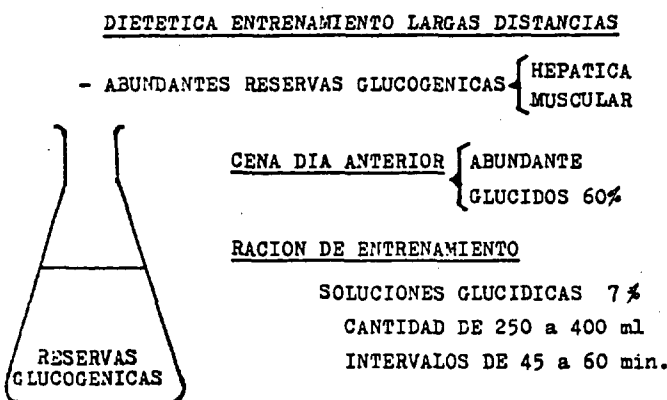 DIETETICA ENTRENAMIENTO LARGAS DISTANCIAS
- ABUNDANTES RESERVAS GLUCOGENICAS
HEPATICA
MUSCULAR
CENA DIA ANTERIOR
ABUNDANTE
GLUCIDOS 60%
RACION DE ENTRENAMIENTO
SOLUCIONES GLUCIDICAS 7 %
CANTIDAD DE 250 a 400 ml
INTERVALOS DE 45 a 60 min.
RESERVAS
GLUCOGENICAS